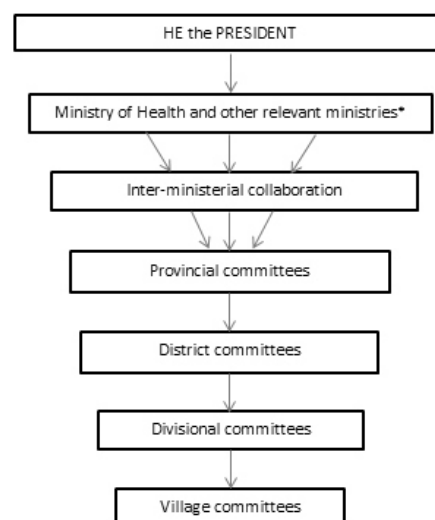 HE the PRESIDENT
Ministry of Health and other relevant ministries*
Inter-ministerial collaboration
Provincial committees
District committees
Divisional committees
Village committees